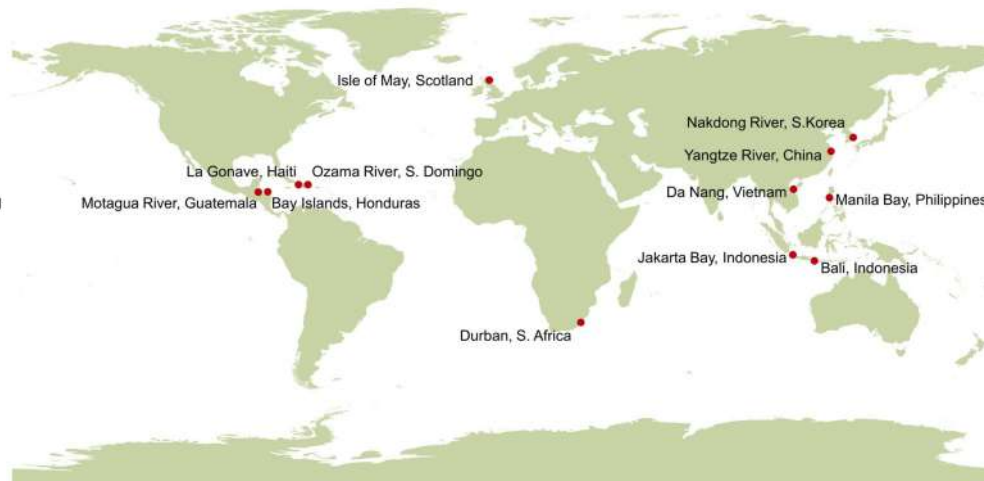 Isle of May, Scotland
Nakdong River, S.Korea
Yangtze River, China
La Gonave, Haiti
Ozama River, S. Domingo
Da Nang, Vietnam
Motagua River, Guatemala
Bay Islands, Honduras
Manila Bay, Philippines
Jakarta Bay, Indonesia
Bali, Indonesia
Durban, S. Africa